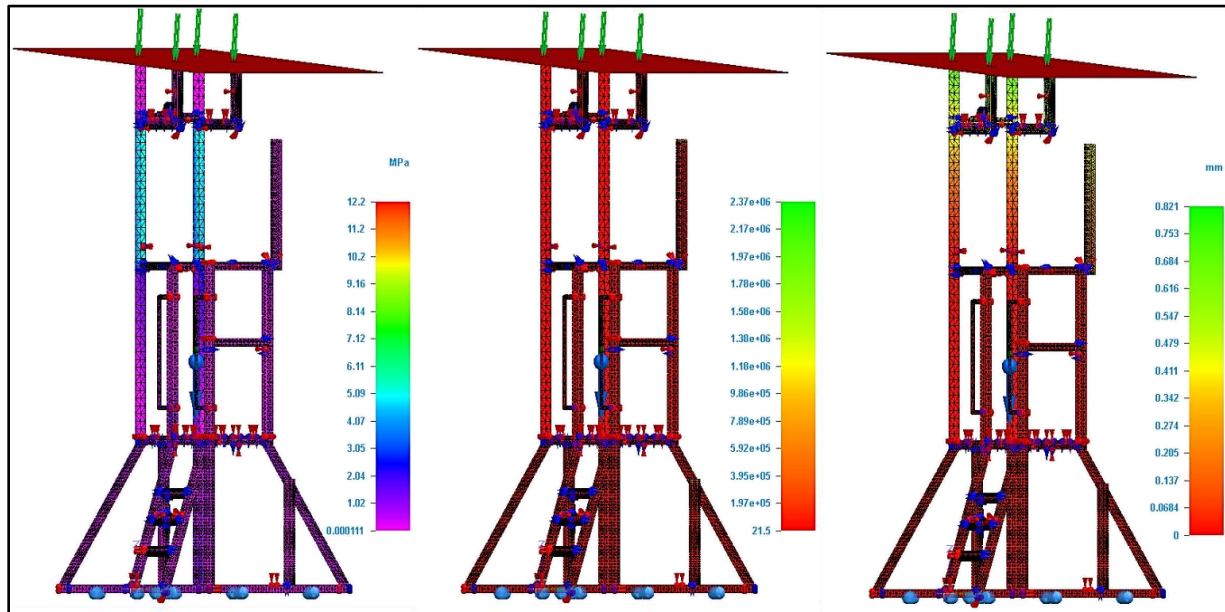 MPa
12.2
11.2
10.2
9.16
8.14
7.12
6.11
5.09
4.07
3.05
2.04
1.02
0.000111
2.37e+06
2.17e+06
1.97e+06
1.78e+06
1.58e+06
1.38e+06
1.18e+06
9.86e+05
7.89e+05
5.92e+05
3.95e+05
1.97e+05
21.5
mm
0.821
0.753
0.684
0.616
0.547
0.479
0.411
0.342
0.274
0.205
0.137
0.0684
0